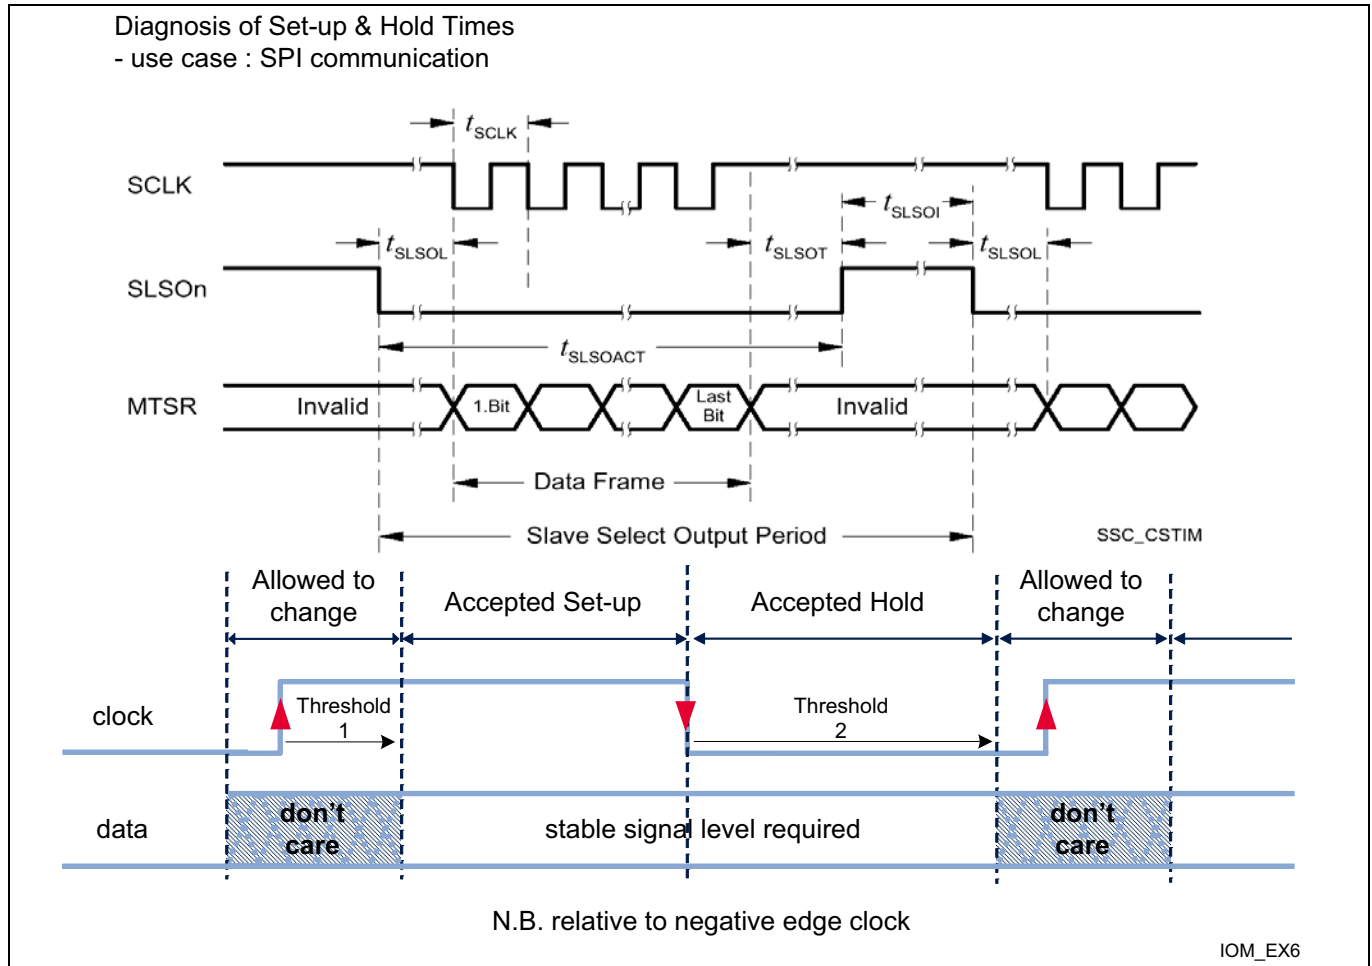 Diagnosis of Set-up & Hold Times
- use case : SPI communication
tSCLK
SCLK
tSLSOI
tSLSOL
tSLSOT
tSLSOL
SLSOn
tSLSOACT
MTSR
Invalid
1.Bit
Last
Bit
Invalid
Data Frame
Slave Select Output Period
SSC_CSTIM
Allowed to
change
Accepted Set-up
Accepted Hold
Allowed to
change
clock
Threshold
1
Threshold
2
data
don't
care
stable signal level required
don't
care
N.B. relative to negative edge clock
IOM_EX6